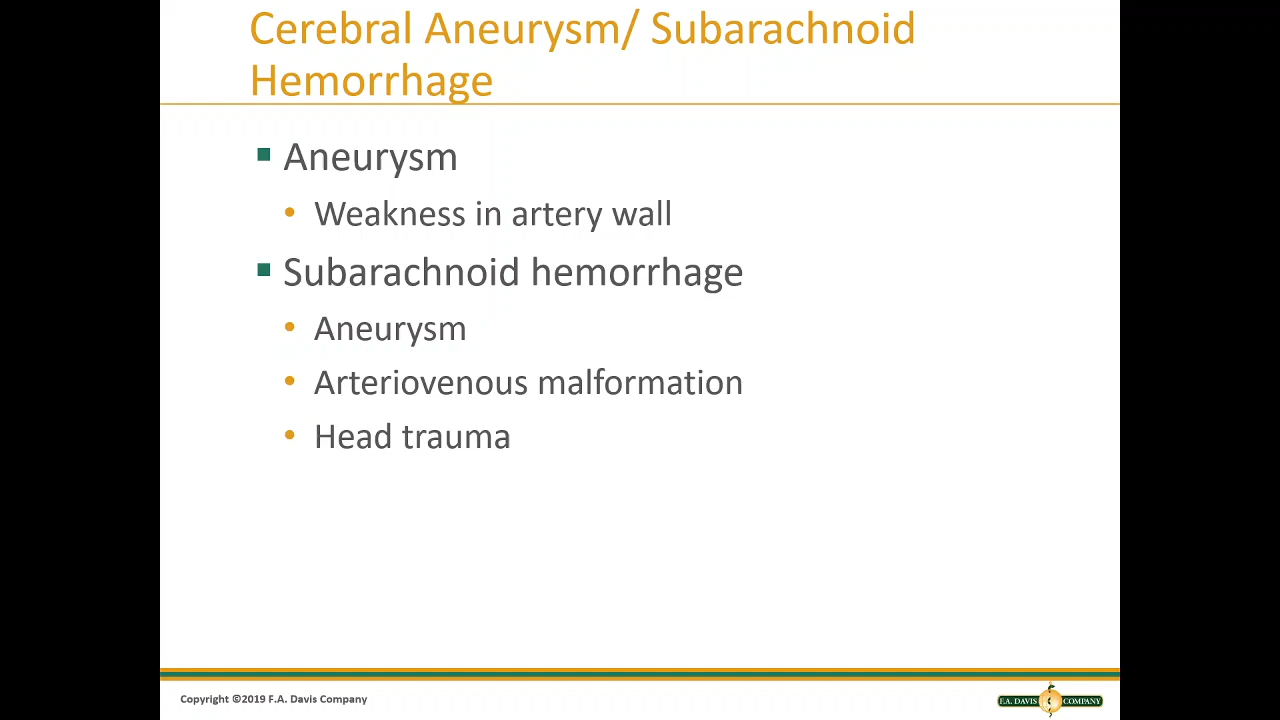 Cerebral Aneurysm/ Subarachnoid
Hemorrhage
Aneurysm
Weakness in artery wall
Subarachnoid hemorrhage
Aneurysm
Arteriovenous malformation
Head trauma
Copyright ©2019 F.A. Davis Company
F.A. DAVIS COMPANY